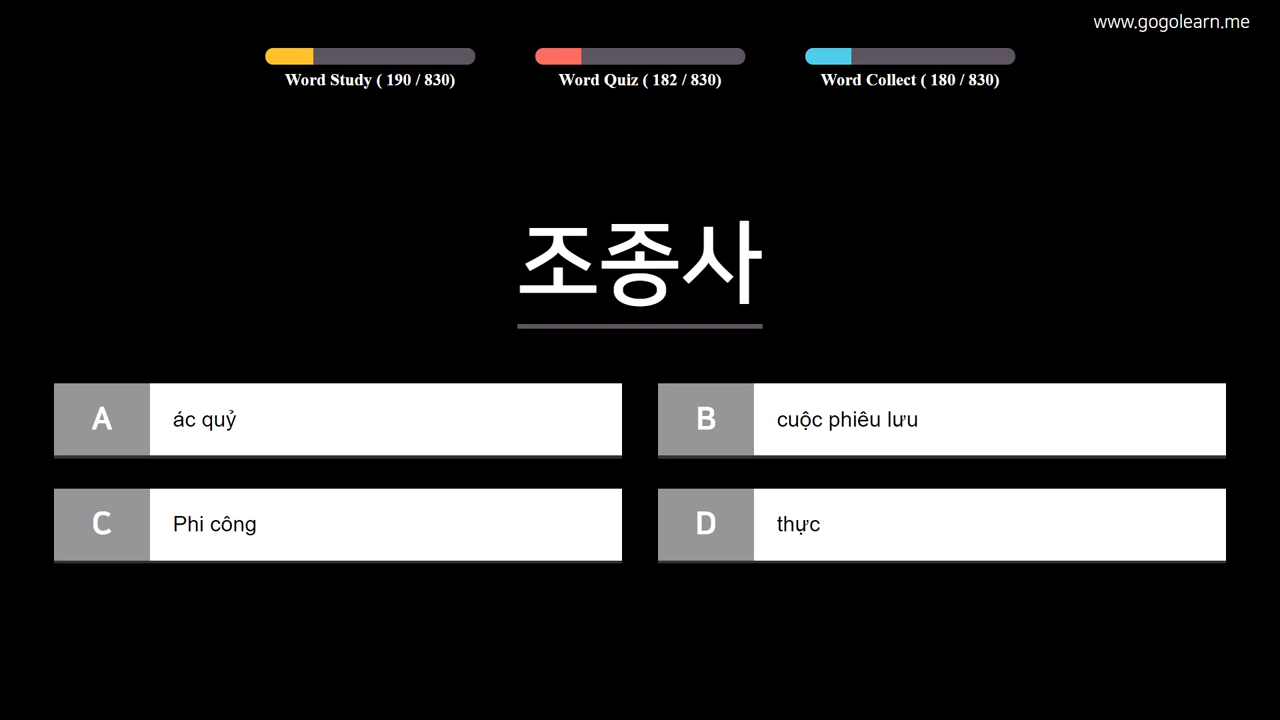 www.gogolearn.me
Word Study ( 190 / 830)
Word Quiz ( 182 / 830)
Word Collect ( 180 / 830)
조종사
A ác quỷ
B cuộc phiêu lưu
C Phi công
D thực